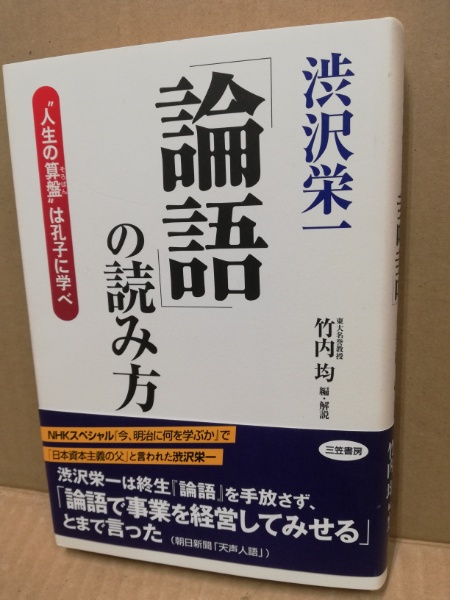 渋沢栄一
「論語」
の読み方
東大名誉教授
竹内 均 編・解説
"人生の算盤"は孔子に学べ
そろばん
NHKスペシャル『今、明治に何を学ぶか』で
「日本資本主義の父」と言われた渋沢栄一
渋沢栄一は終生『論語』を手放さず、
「論語で事業を経営してみせる」
とまで言った（朝日新聞「天声人語」）
三笠書房